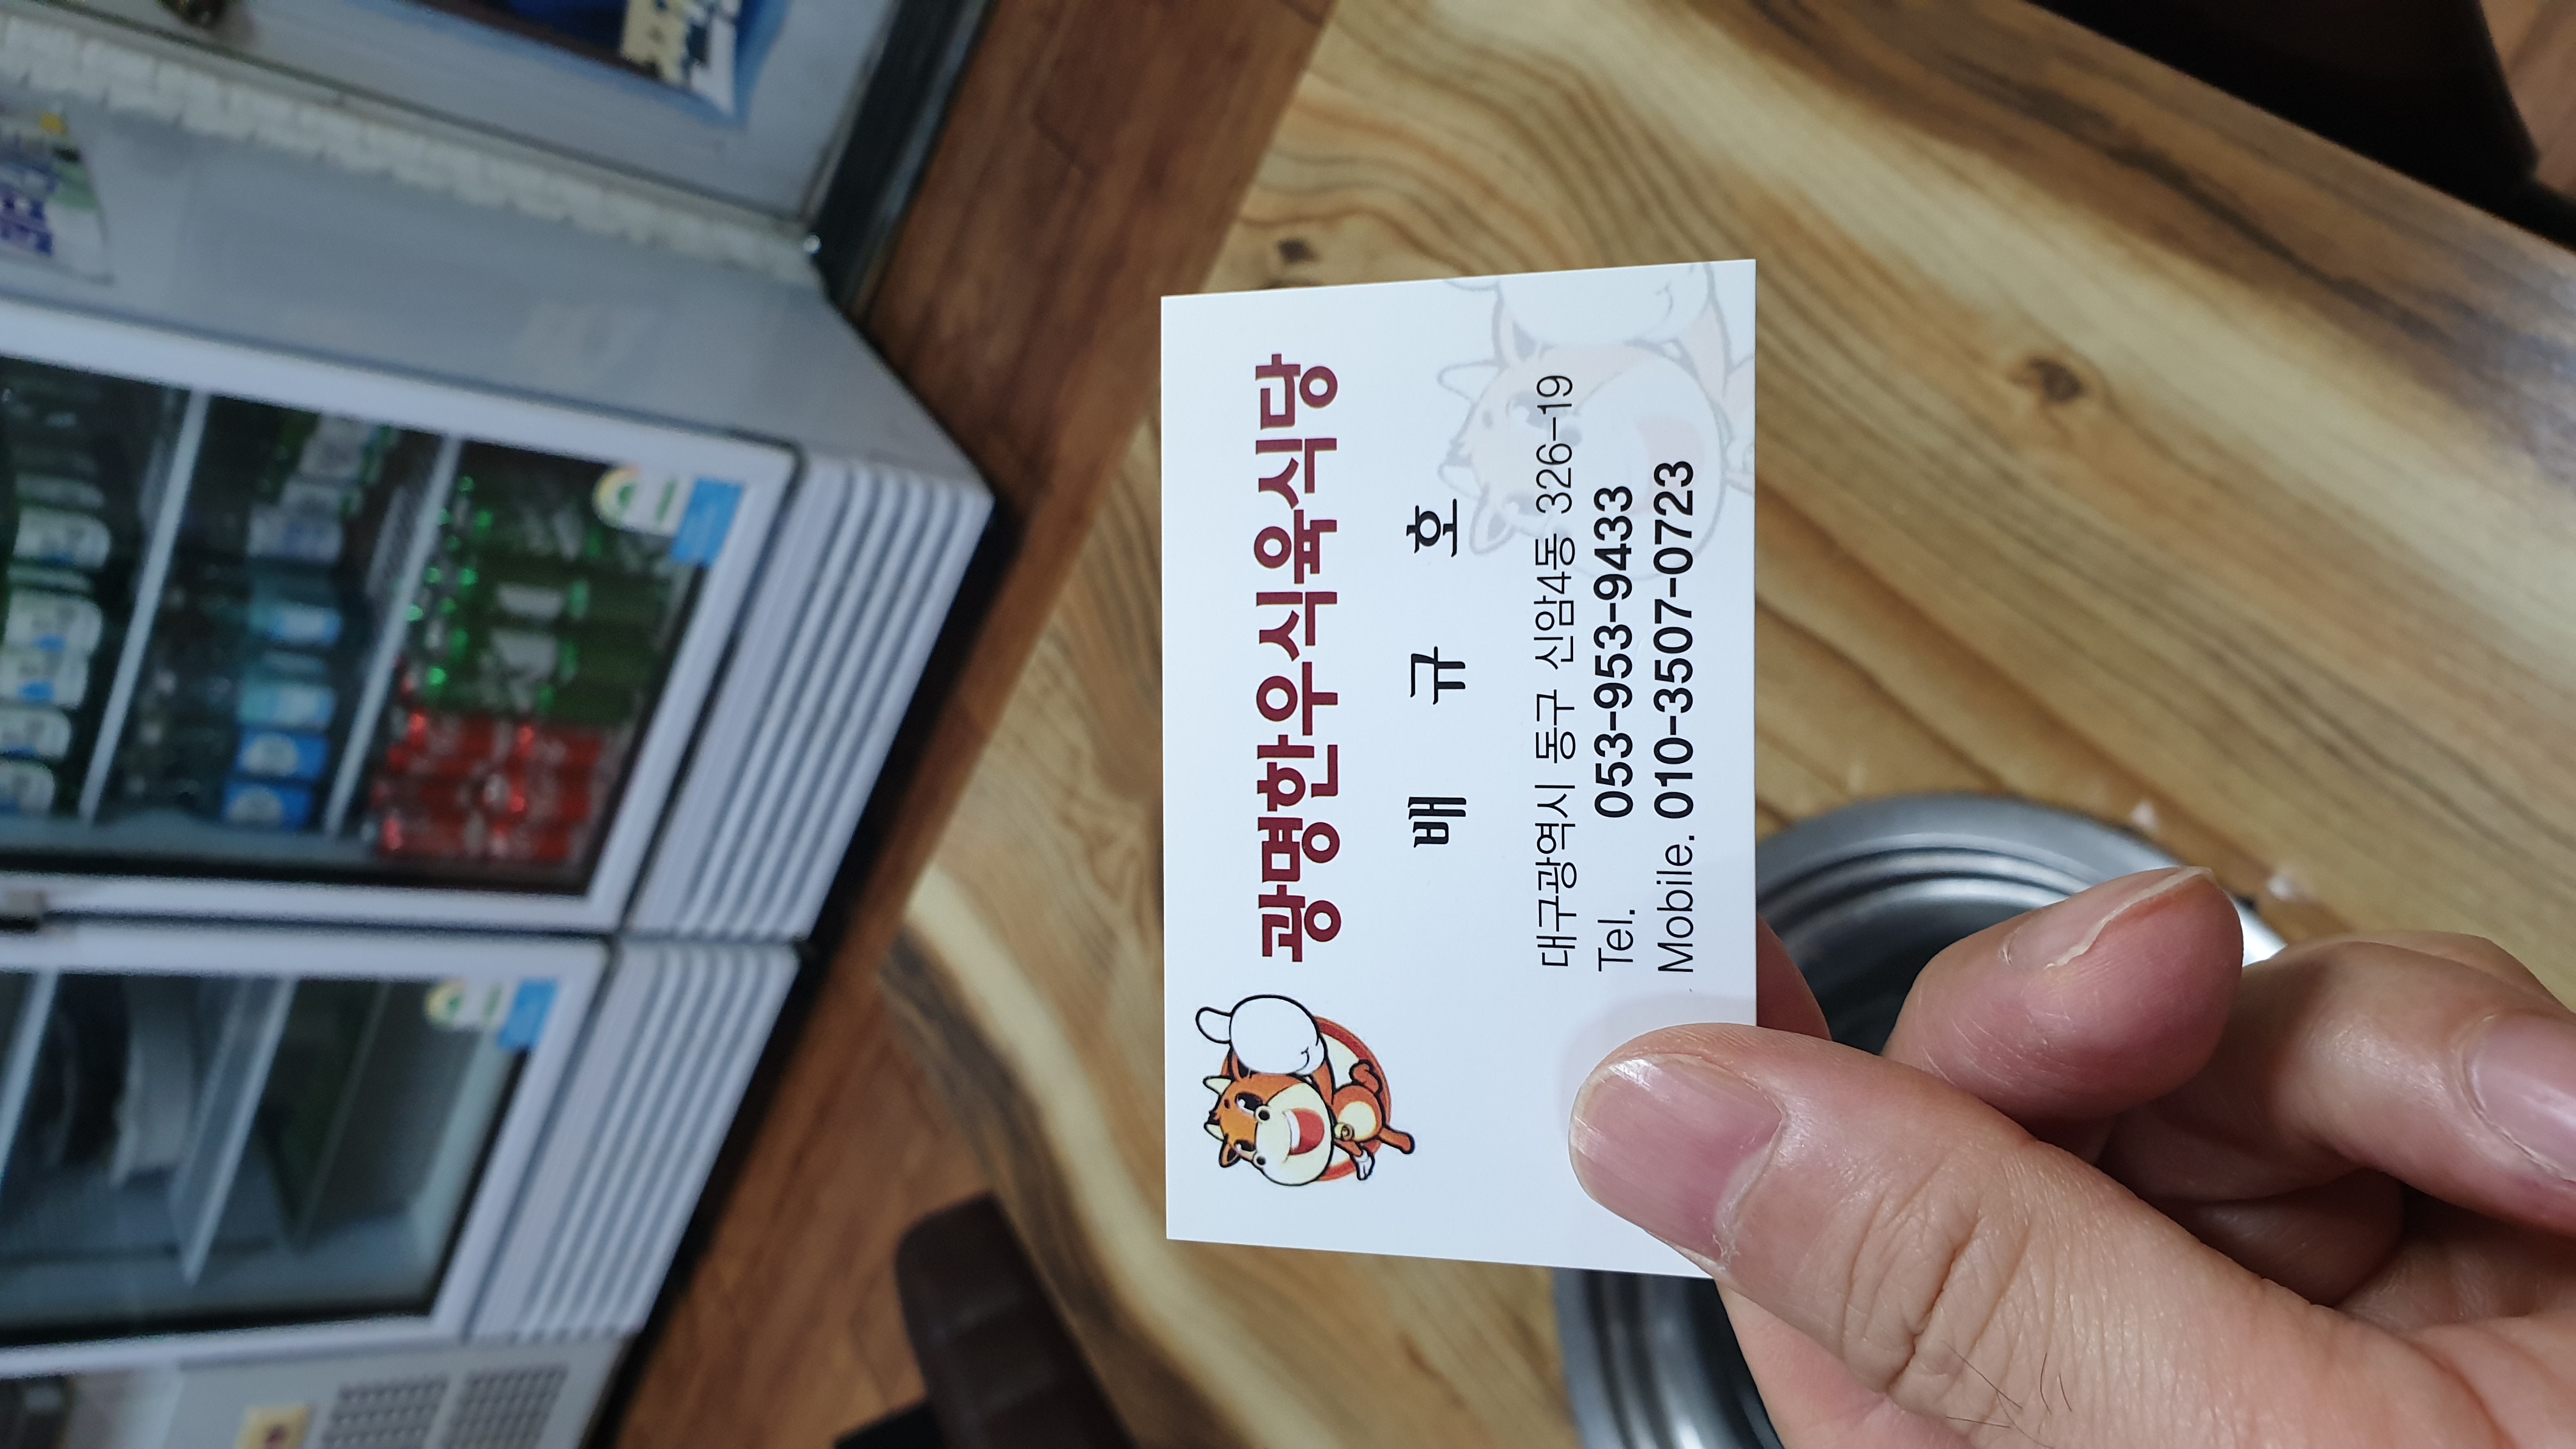 광명한우식육식당
배 규 호
대구광역시 동구 신암4동 326-19
Tel. 053-953-9433
Mobile. 010-3507-0723